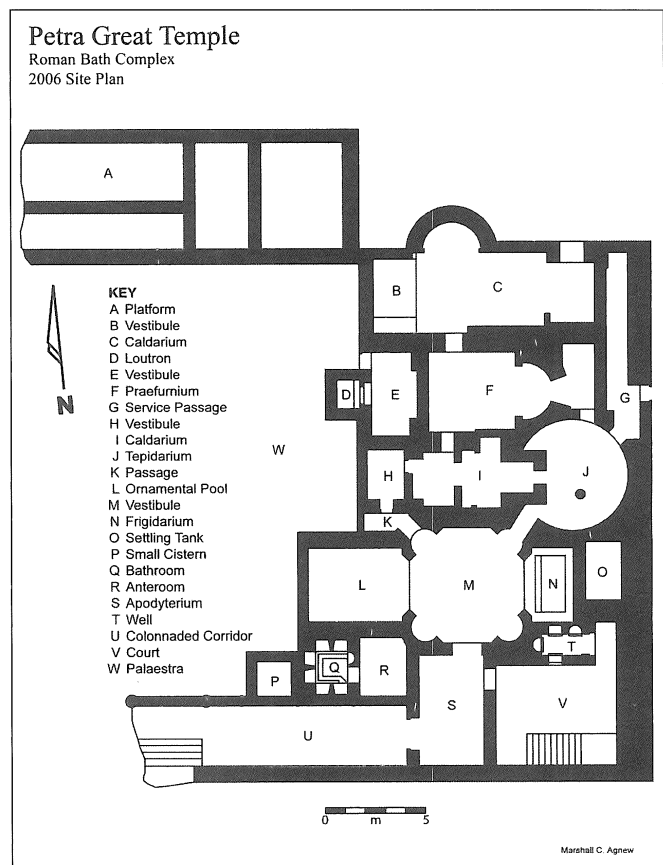 Petra Great Temple
Roman Bath Complex
2006 Site Plan
A
KEY
A Platform
B Vestibule
C Caldarium
D Loutron
E Vestibule
F Praefurnium
G Service Passage
H Vestibule
I Caldarium
J Tepidarium
K Passage
L Ornamental Pool
M Vestibule
N Frigidarium
O Settling Tank
P Small Cistern
Q Bathroom
R Anteroom
S Apodyterium
T Well
U Colonnaded Corridor
V Court
W Palaestra
N
B
C
D
E
F
G
W
H
I
J
K
L
M
N
O
T
P
Q
R
S
V
U
0 m 5
Marshall C. Agnew